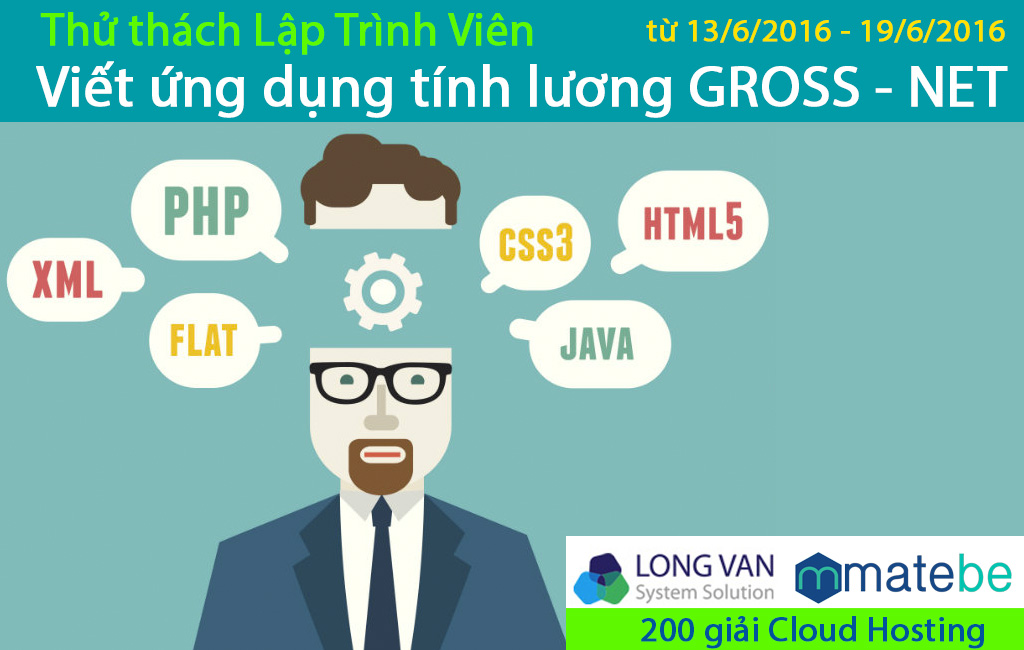 Thử thách Lập Trình Viên
từ 13/6/2016 - 19/6/2016
Viết ứng dụng tính lương GROSS - NET
PHP
XML
FLAT
CSS3
HTML5
JAVA
LONG VAN
System Solution
mmatebe
200 giải Cloud Hosting